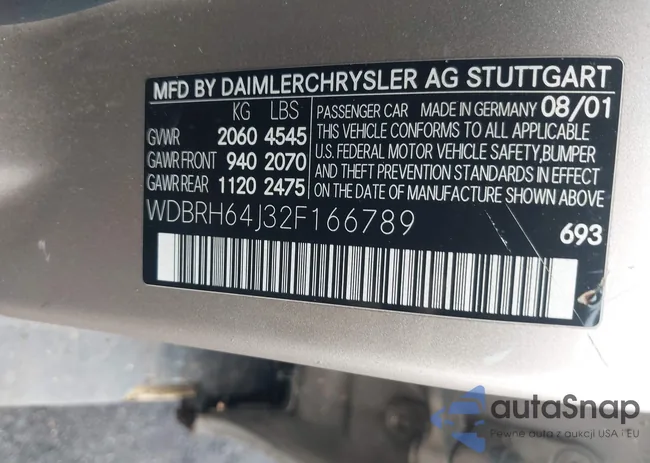 MFD BY DAIMLERCHRYSLER AG STUTTGART
KG LBS
GVWR 2060 4545
GAWR FRONT 940 2070
GAWR REAR 1120 2475
PASSENGER CAR MADE IN GERMANY 08/01
THIS VEHICLE CONFORMS TO ALL APPLICABLE
U.S. FEDERAL MOTOR VEHICLE SAFETY,BUMPER
AND THEFT PREVENTION STANDARDS IN EFFECT
ON THE DATE OF MANUFACTURE SHOWN ABOVE
WDBRH64J32F166789
693
autaSnap
Pewne auta z aukcji USA i EU